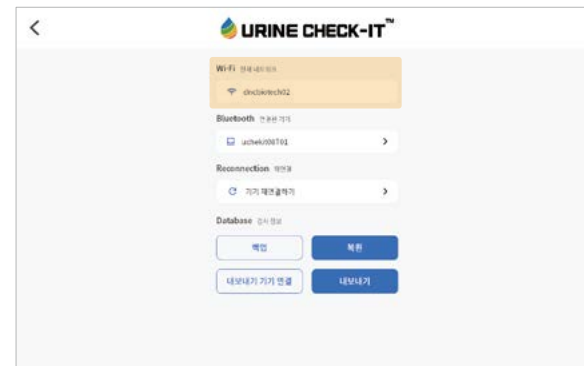 URINE CHECK-IT™
Wi-Fi 현재 네트워크
dncbiotech02
Bluetooth 연결된 기기
Reconnection 재연결
기기 재연결하기
Database 검사 정보
백업
복원
내보내기 기기 연결
내보내기